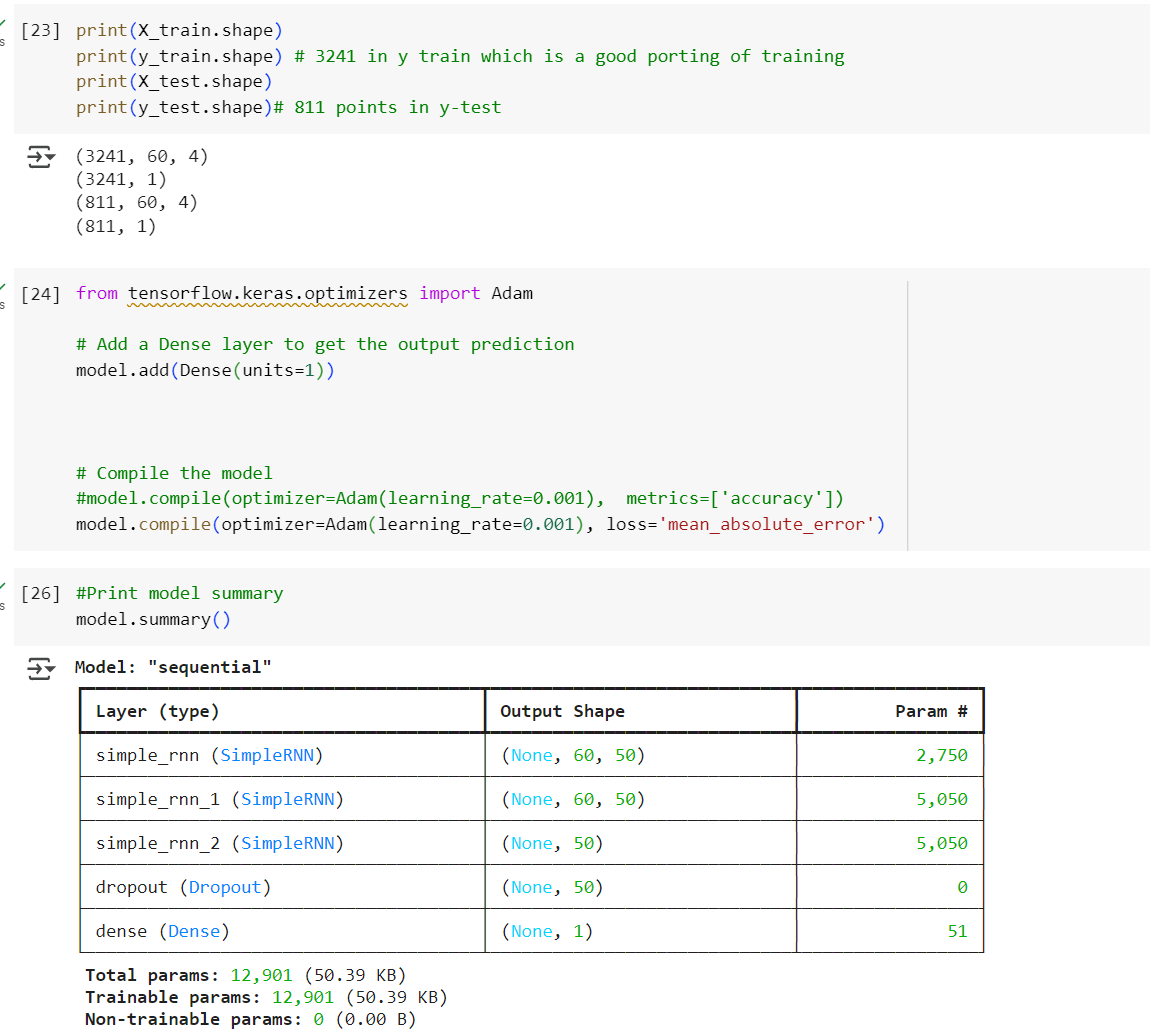 [23] print(X_train.shape)
print(y_train.shape) # 3241 in y train which is a good porting of training
print(X_test.shape)
print(y_test.shape)# 811 points in y-test
s
(3241, 60, 4)
(3241, 1)
(811, 60, 4)
(811, 1)
[24] from tensorflow.keras.optimizers import Adam
s
# Add a Dense layer to get the output prediction
model.add(Dense(units=1))
# Compile the model
#model.compile(optimizer=Adam(learning_rate=0.001),  metrics=['accuracy'])
model.compile(optimizer=Adam(learning_rate=0.001), loss='mean_absolute_error')
[26] #Print model summary
s
model.summary()
Model: "sequential"
Layer (type) Output Shape Param #
simple_rnn (SimpleRNN) (None, 60, 50) 2,750
simple_rnn_1 (SimpleRNN) (None, 60, 50) 5,050
simple_rnn_2 (SimpleRNN) (None, 50) 5,050
dropout (Dropout) (None, 50) 0
dense (Dense) (None, 1) 51
Total params: 12,901 (50.39 KB)
Trainable params: 12,901 (50.39 KB)
Non-trainable params: 0 (0.00 B)